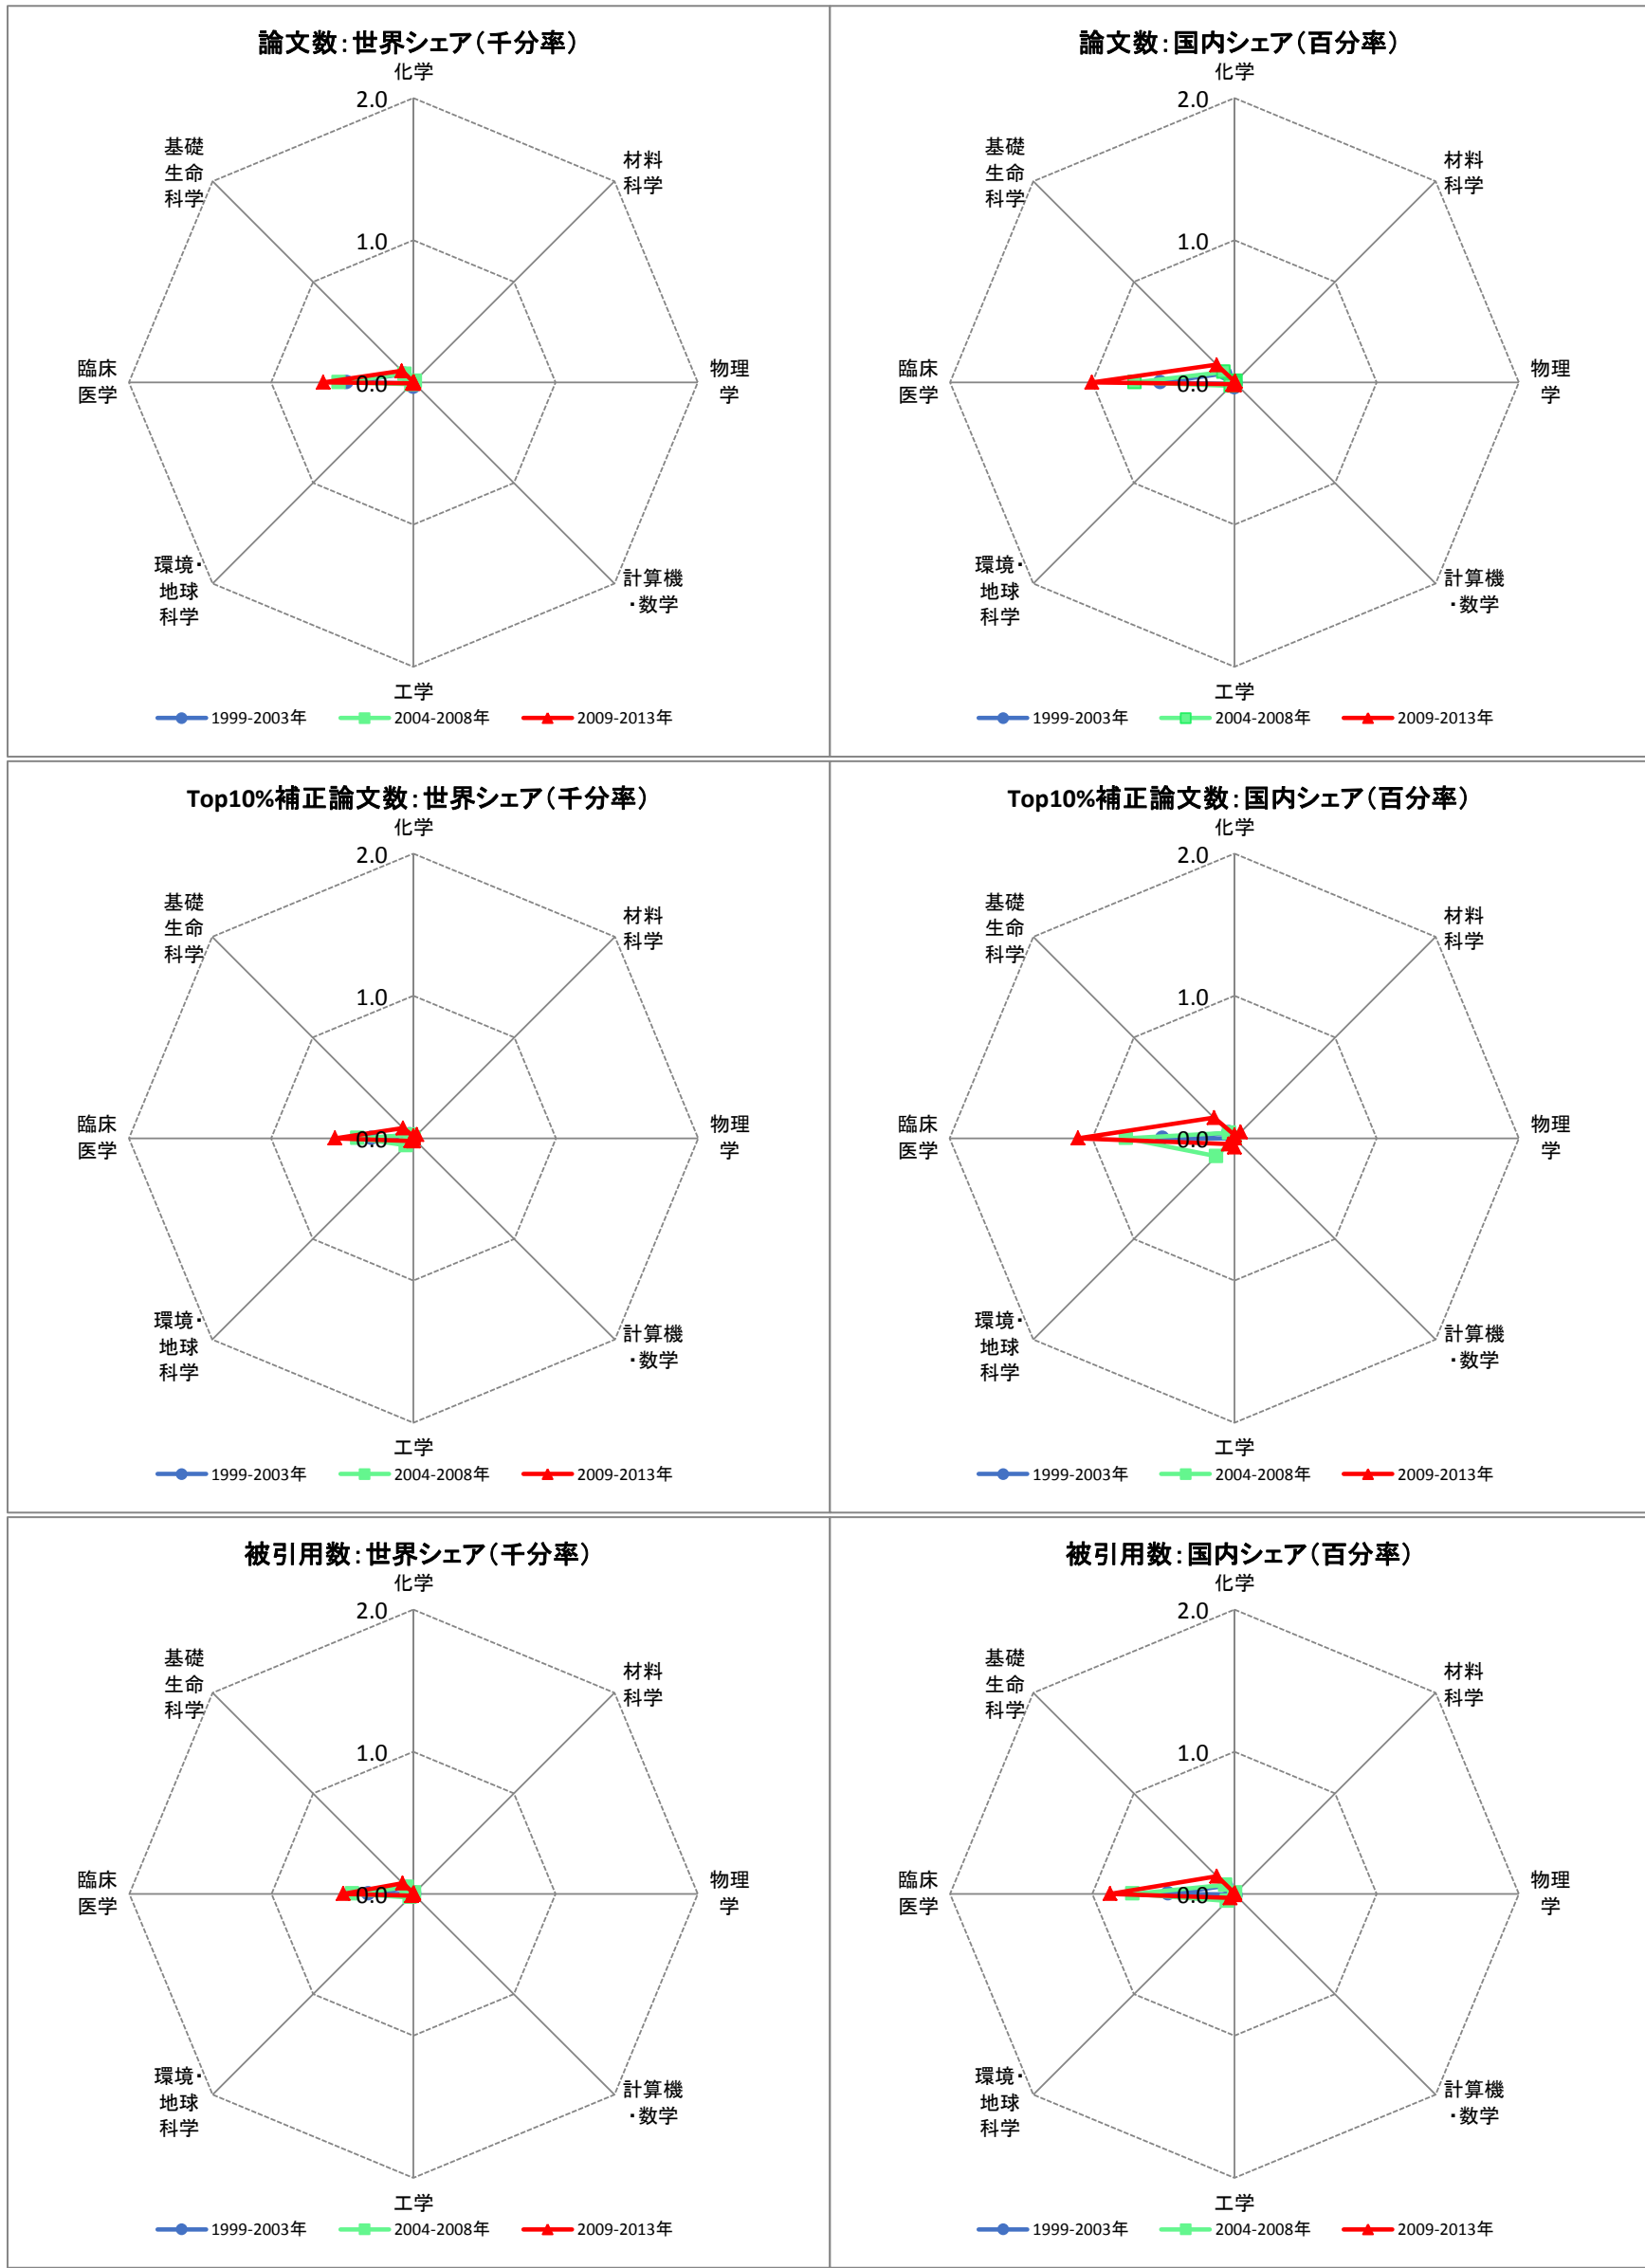 論文数：世界シェア（千分率）
化学
2.0
基礎
生命
科学
材料
科学
1.0
臨床
医学
0.0
物理
学
環境・
地球
科学
計算機
・数学
工学
1999-2003年 2004-2008年 2009-2013年
論文数：国内シェア（百分率）
化学
2.0
基礎
生命
科学
材料
科学
1.0
臨床
医学
0.0
物理
学
環境・
地球
科学
計算機
・数学
工学
1999-2003年 2004-2008年 2009-2013年
Top10%補正論文数：世界シェア（千分率）
化学
2.0
基礎
生命
科学
材料
科学
1.0
臨床
医学
0.0
物理
学
環境・
地球
科学
計算機
・数学
工学
1999-2003年 2004-2008年 2009-2013年
Top10%補正論文数：国内シェア（百分率）
化学
2.0
基礎
生命
科学
材料
科学
1.0
臨床
医学
0.0
物理
学
環境・
地球
科学
計算機
・数学
工学
1999-2003年 2004-2008年 2009-2013年
被引用数：世界シェア（千分率）
化学
2.0
基礎
生命
科学
材料
科学
1.0
臨床
医学
0.0
物理
学
環境・
地球
科学
計算機
・数学
工学
1999-2003年 2004-2008年 2009-2013年
被引用数：国内シェア（百分率）
化学
2.0
基礎
生命
科学
材料
科学
1.0
臨床
医学
0.0
物理
学
環境・
地球
科学
計算機
・数学
工学
1999-2003年 2004-2008年 2009-2013年